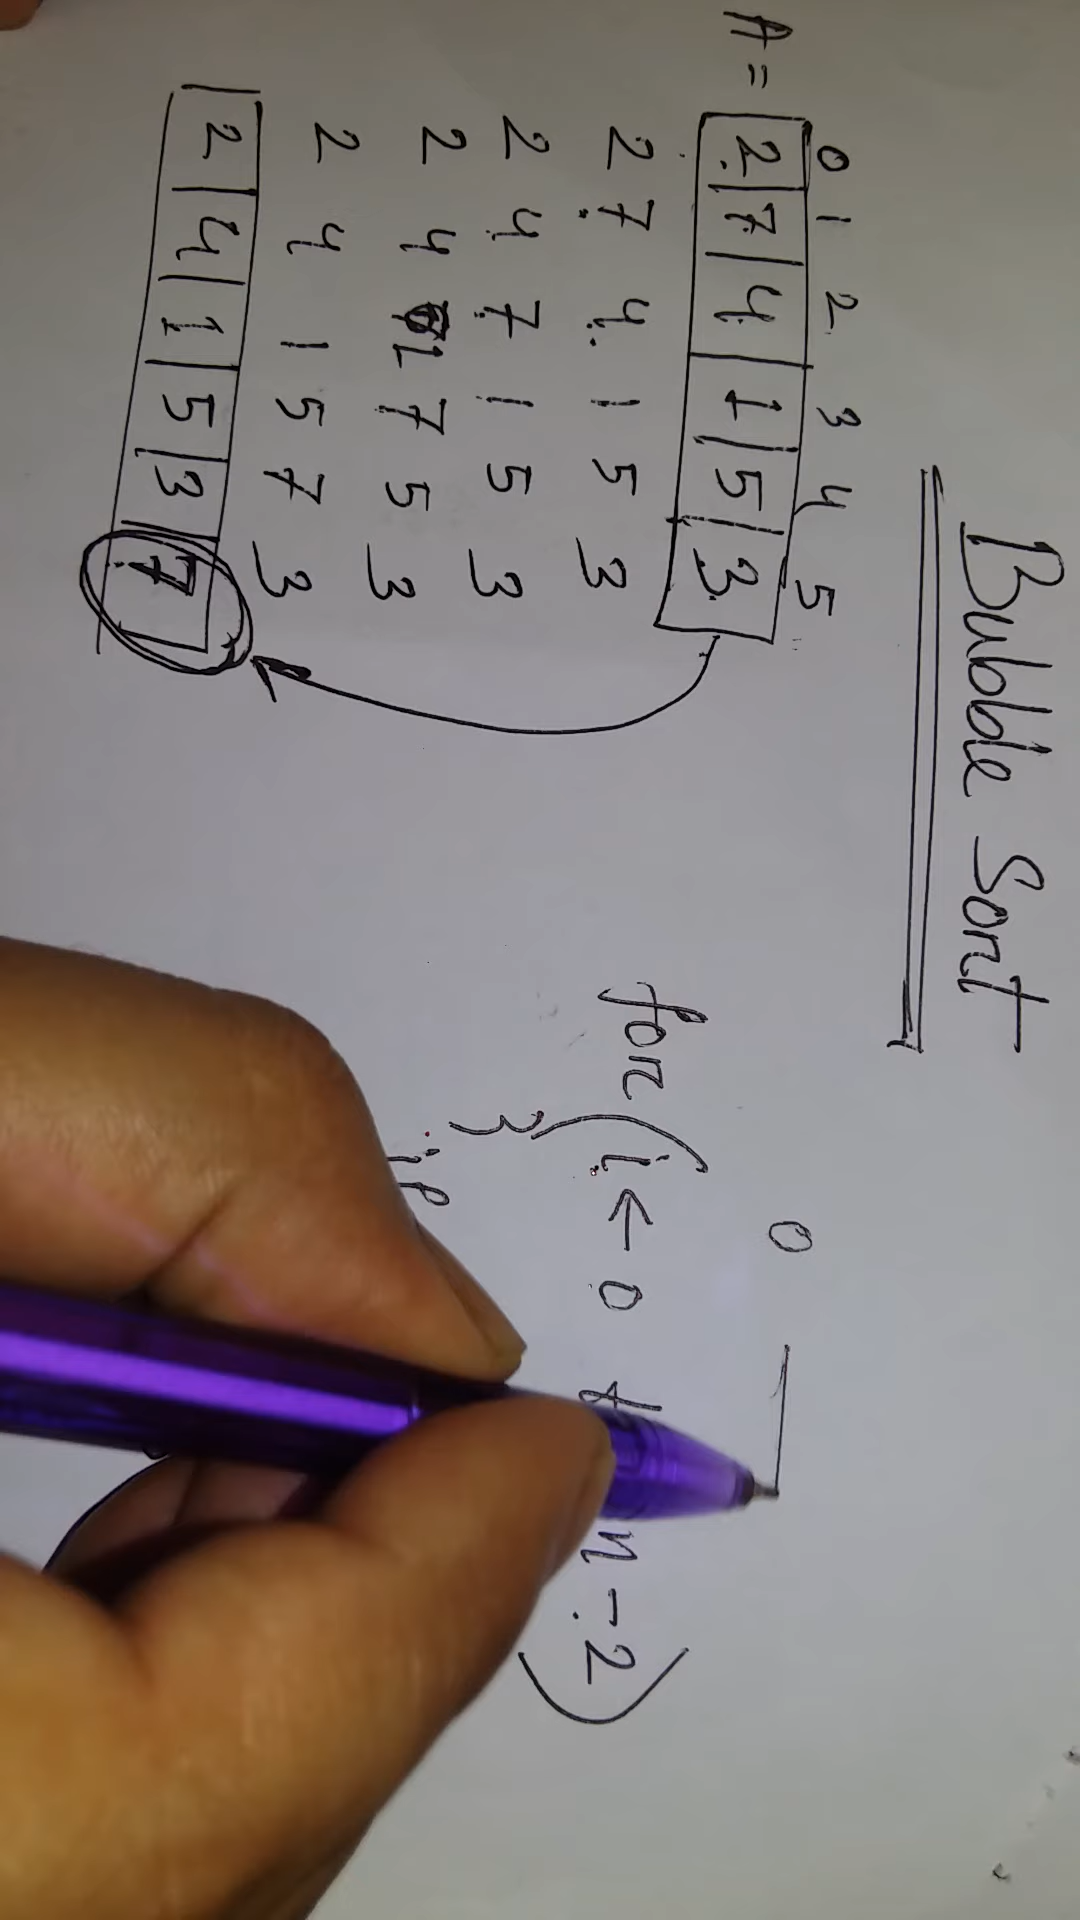 Bubble Sort
0 1 2 3 4 5
A = 2 7 4 1 5 3
2 7 4 1 5 3
2 4 7 1 5 3
2 4 1 7 5 3
2 4 1 5 7 3
2 4 1 5 3 7
0
for (i ← 0 n-2)
{
if